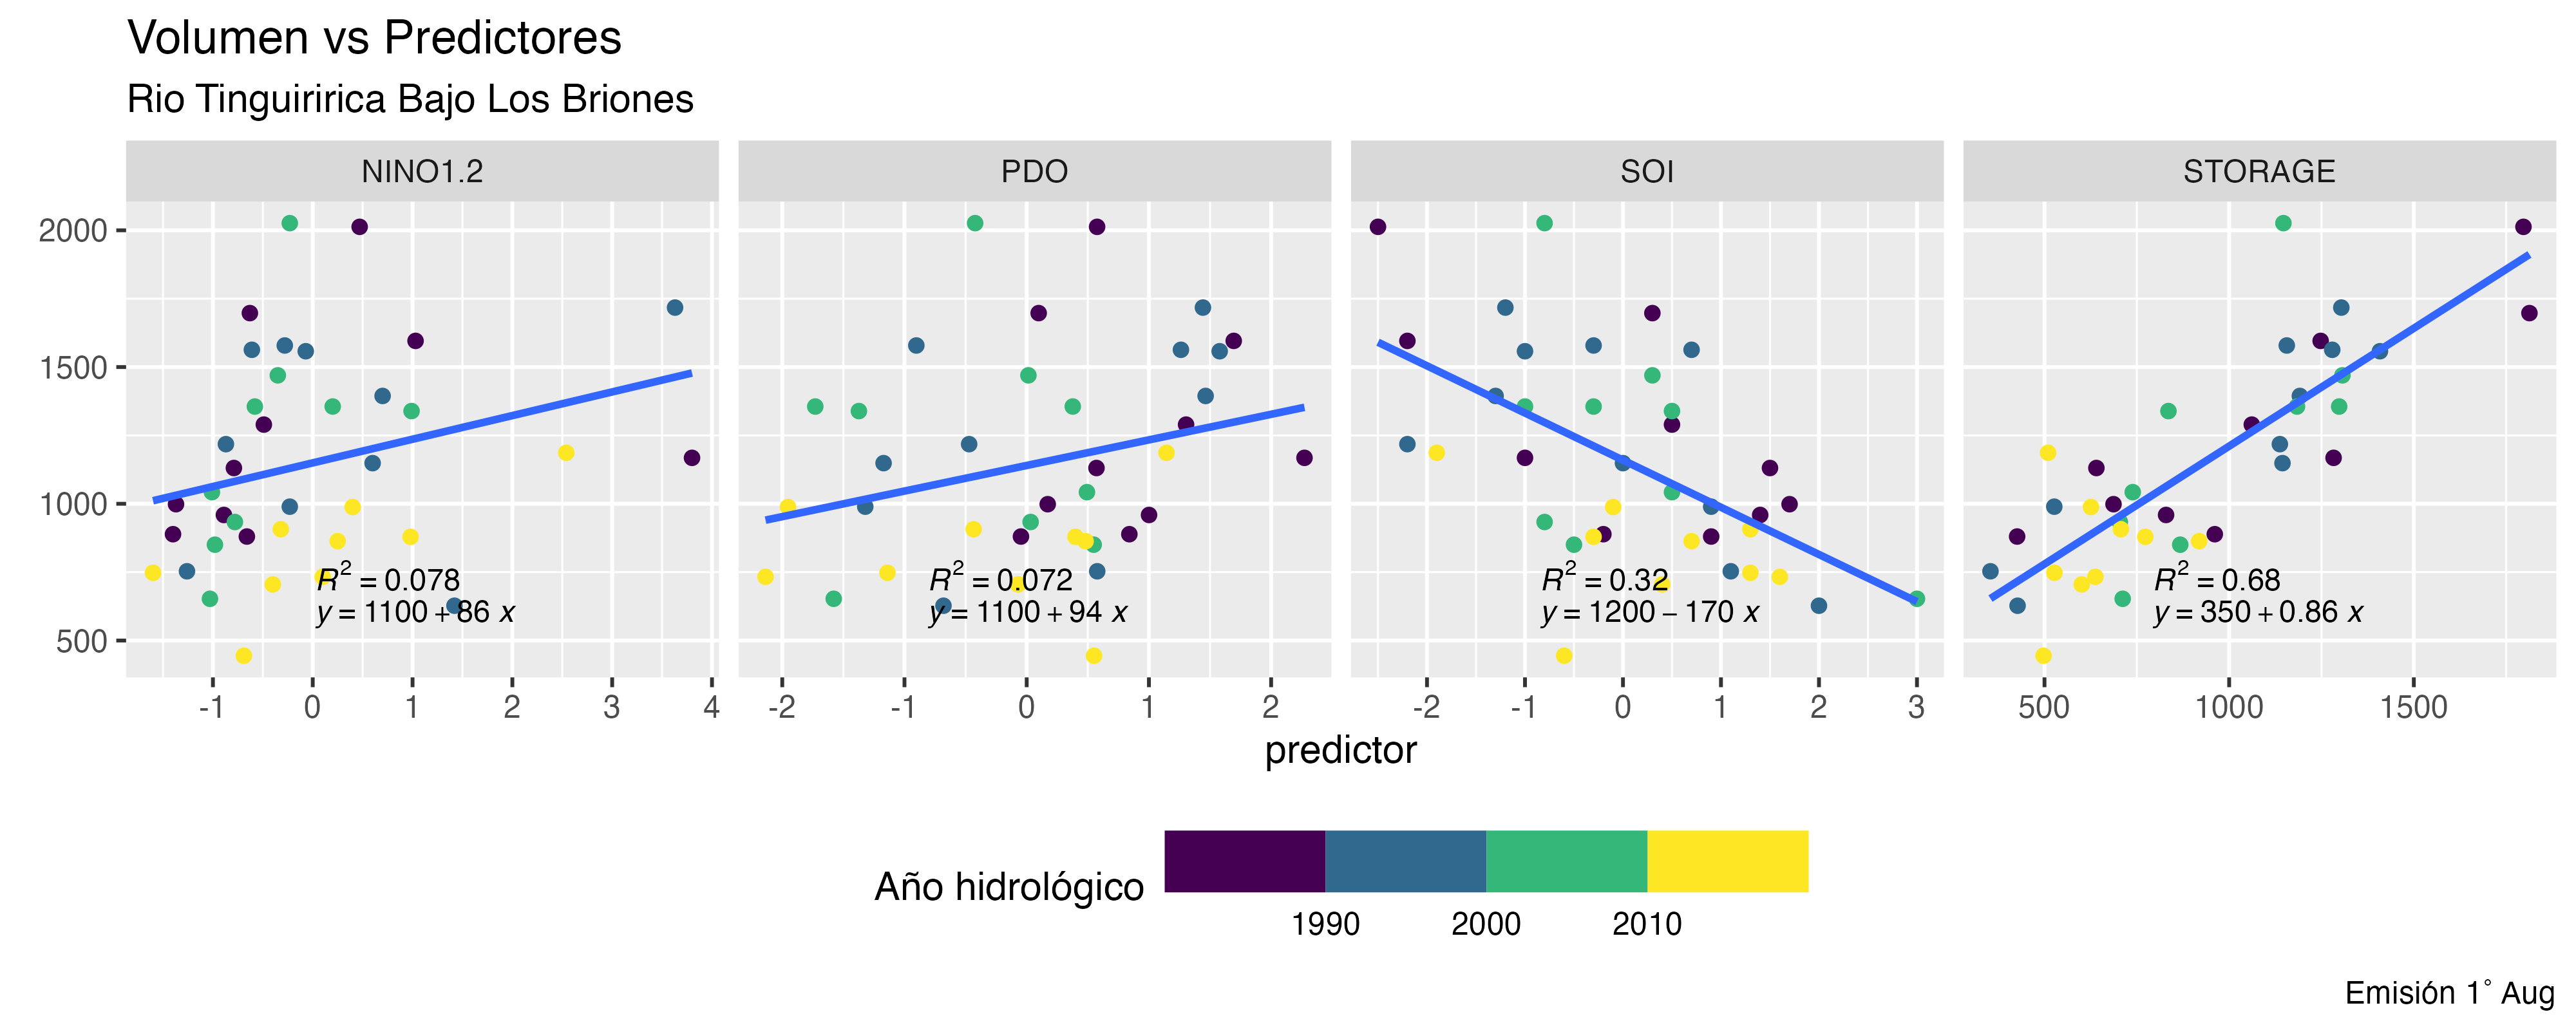 Volumen vs Predictores
Rio Tinguiririca Bajo Los Briones
NINO1.2 PDO SOI STORAGE
2000
1500
1000
500
R² = 0.078 R² = 0.072 R² = 0.32 R² = 0.68
y = 1100 + 86 x y = 1100 + 94 x y = 1200 − 170 x y = 350 + 0.86 x
-1 0 1 2 3 4 -2 -1 0 1 2 -2 -1 0 1 2 3 500 1000 1500
predictor
Año hidrológico
1990 2000 2010
Emisión 1° Aug